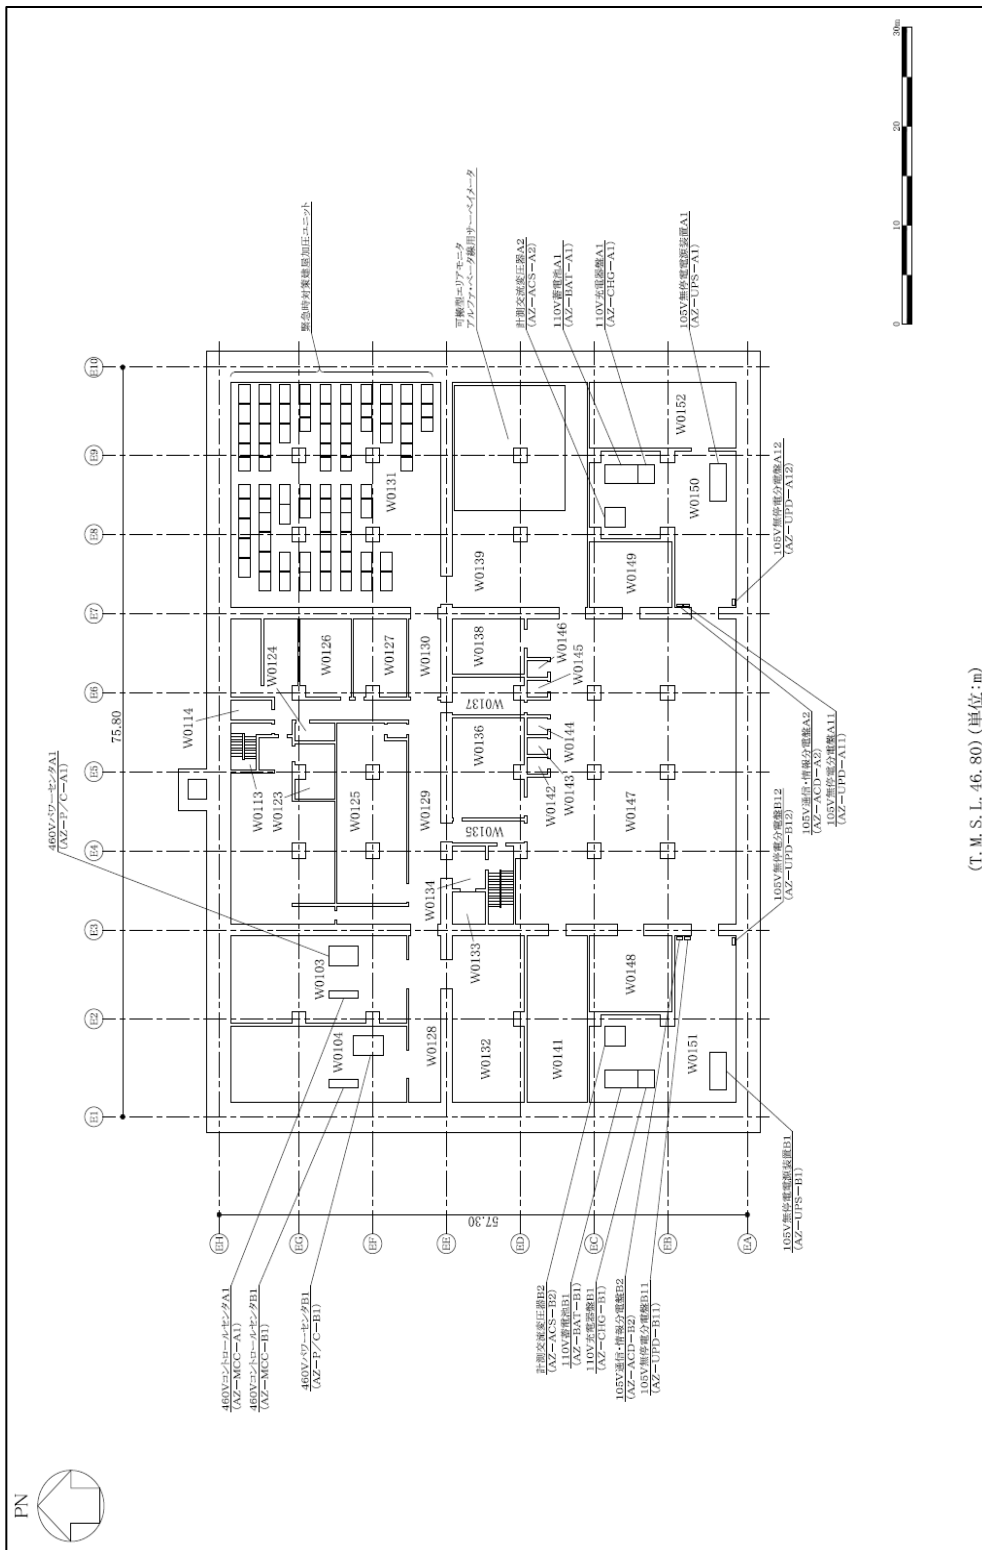 PN
460VコントロールセンタA1
(AZ-MCC-A1)
460VコントロールセンタB1
(AZ-MCC-B1)
460VパワーセンタB1
(AZ-P/C-B1)
460VパワーセンタA1
(AZ-P/C-A1)
計測交流変圧器B2
(AZ-ACS-B2)
110V蓄電池B1
(AZ-BAT-B1)
110V充電器盤B1
(AZ-CHG-B1)
105V通信・情報分電盤B2
(AZ-ACD-B2)
105V無停電分電盤B11
(AZ-UPD-B11)
105V無停電電源装置B1
(AZ-UPS-B1)
105V無停電分電盤B12
(AZ-UPD-B12)
105V通信・情報分電盤A2
(AZ-ACD-A2)
105V無停電分電盤A11
(AZ-UPD-A11)
105V無停電分電盤A12
(AZ-UPD-A12)
緊急時対策建屋加圧ユニット
可搬型エリアモニタ
アルファ・ベータ線用サーベイメータ
計測交流変圧器A2
(AZ-ACS-A2)
110V蓄電池A1
(AZ-BAT-A1)
110V充電器盤A1
(AZ-CHG-A1)
105V無停電電源装置A1
(AZ-UPS-A1)
75.80
57.30
E1
E2
E3
E4
E5
E6
E7
E8
E9
E10
EH
EG
EF
EE
ED
EC
EB
EA
W0103
W0104
W0113
W0114
W0123
W0124
W0125
W0126
W0127
W0128
W0129
W0130
W0131
W0132
W0133
W0134
W0135
W0136
W0137
W0138
W0139
W0141
W0142
W0143
W0144
W0145
W0146
W0147
W0148
W0149
W0150
W0151
W0152
0
10
20
30m
(T.M.S.L.46.80)(単位:m)